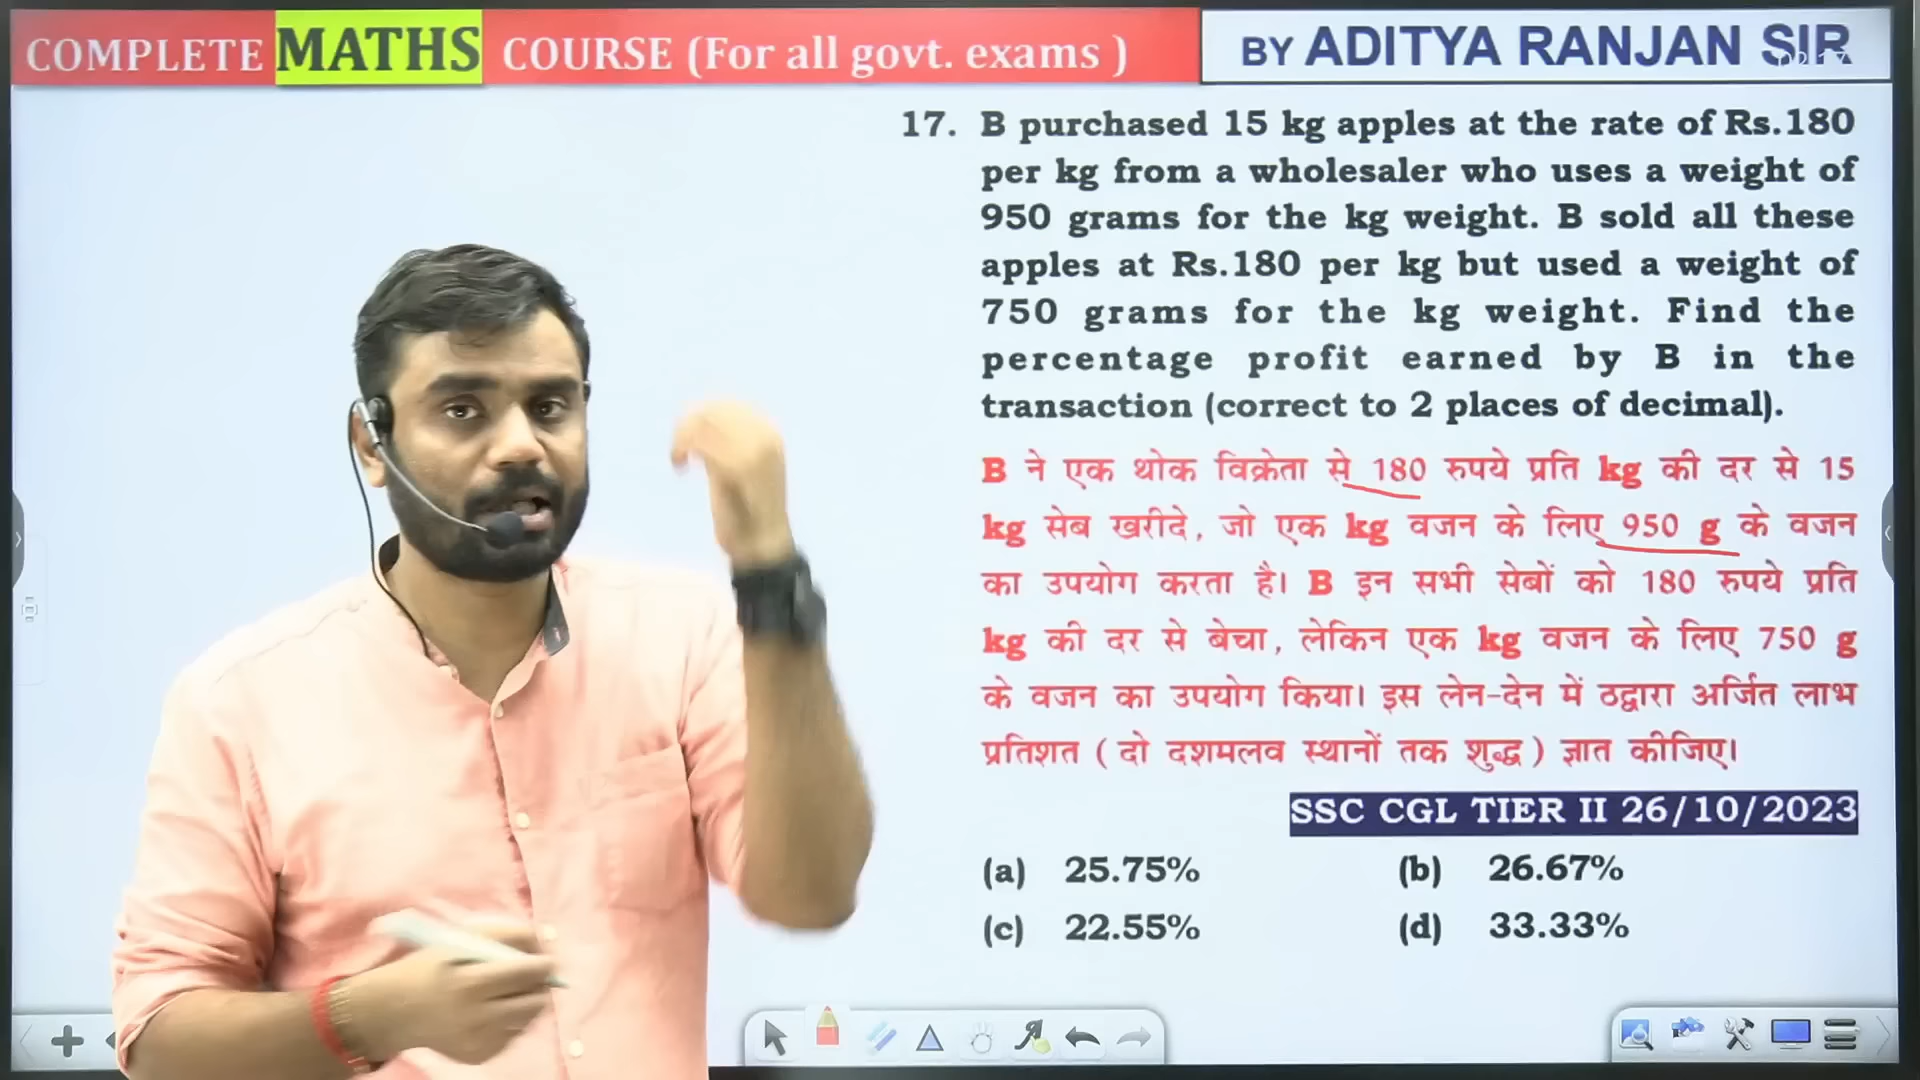 COMPLETE MATHS COURSE (For all govt. exams )
BY ADITYA RANJAN SIR
17. B purchased 15 kg apples at the rate of Rs.180
per kg from a wholesaler who uses a weight of
950 grams for the kg weight. B sold all these
apples at Rs.180 per kg but used a weight of
750 grams for the kg weight. Find the
percentage profit earned by B in the
transaction (correct to 2 places of decimal).
B ने एक थोक विक्रेता से 180 रुपये प्रति kg की दर से 15
kg सेब खरीदे, जो एक kg वजन के लिए 950 g के वजन
का उपयोग करता है। B इन सभी सेबों को 180 रुपये प्रति
kg की दर से बेचा, लेकिन एक kg वजन के लिए 750 g
के वजन का उपयोग किया। इस लेन-देन में ठद्वारा अर्जित लाभ
प्रतिशत ( दो दशमलव स्थानों तक शुद्ध ) ज्ञात कीजिए।
SSC CGL TIER II 26/10/2023
(a) 25.75% (b) 26.67%
(c) 22.55% (d) 33.33%